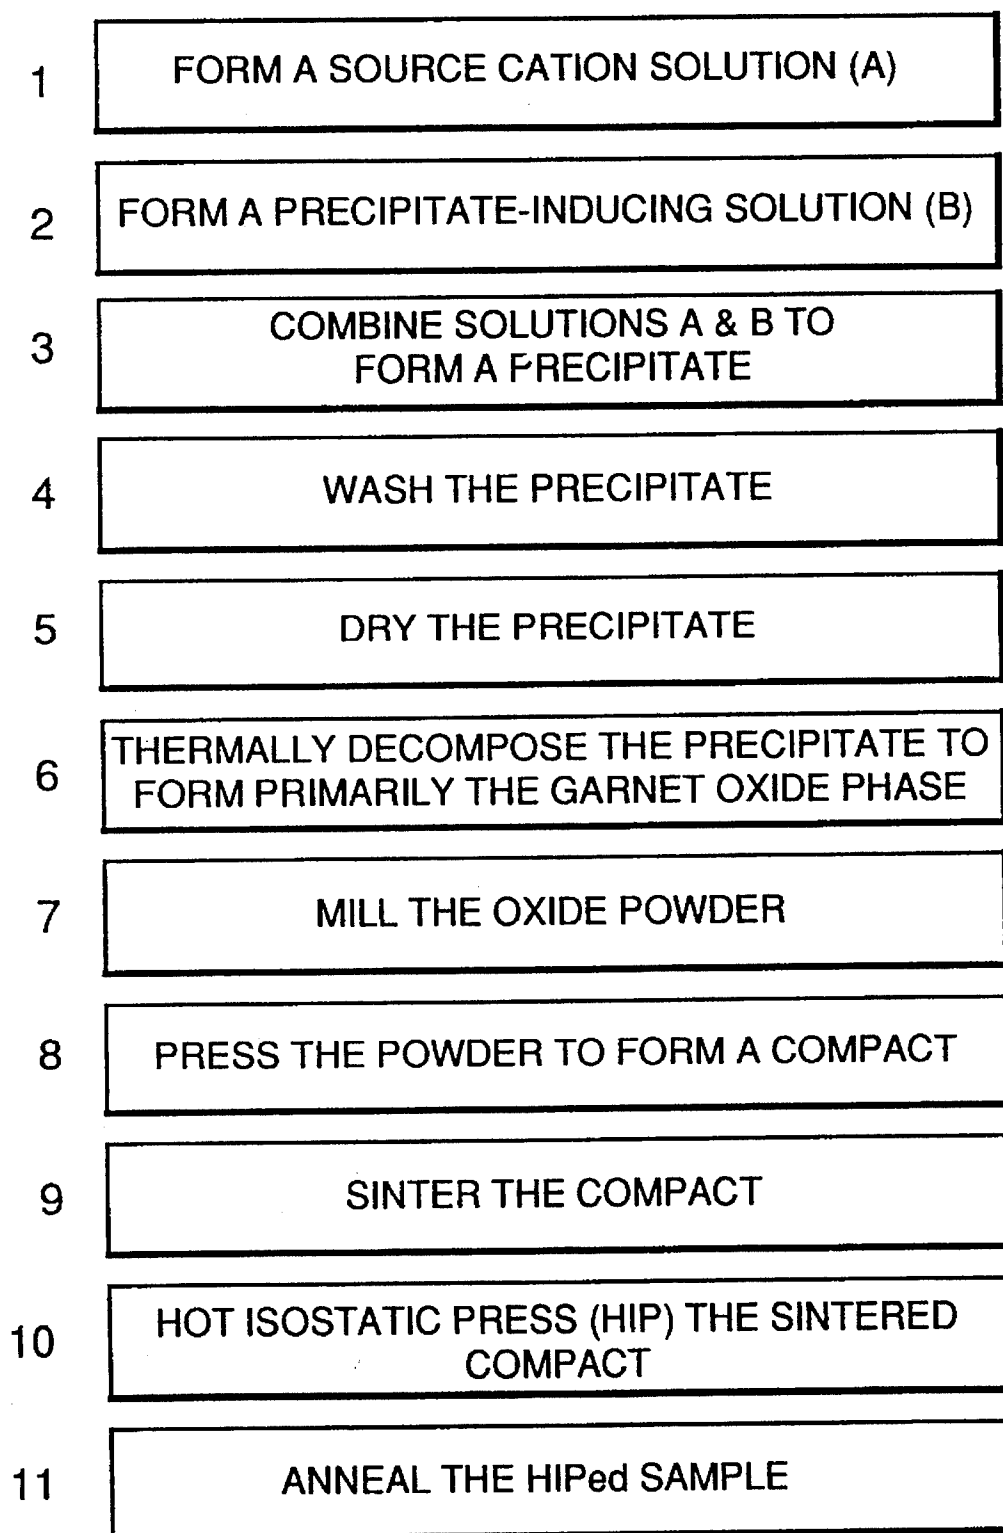 1 FORM A SOURCE CATION SOLUTION (A)
2 FORM A PRECIPITATE-INDUCING SOLUTION (B)
3 COMBINE SOLUTIONS A & B TO
FORM A PRECIPITATE
4 WASH THE PRECIPITATE
5 DRY THE PRECIPITATE
6 THERMALLY DECOMPOSE THE PRECIPITATE TO
FORM PRIMARILY THE GARNET OXIDE PHASE
7 MILL THE OXIDE POWDER
8 PRESS THE POWDER TO FORM A COMPACT
9 SINTER THE COMPACT
10 HOT ISOSTATIC PRESS (HIP) THE SINTERED
COMPACT
11 ANNEAL THE HIPed SAMPLE